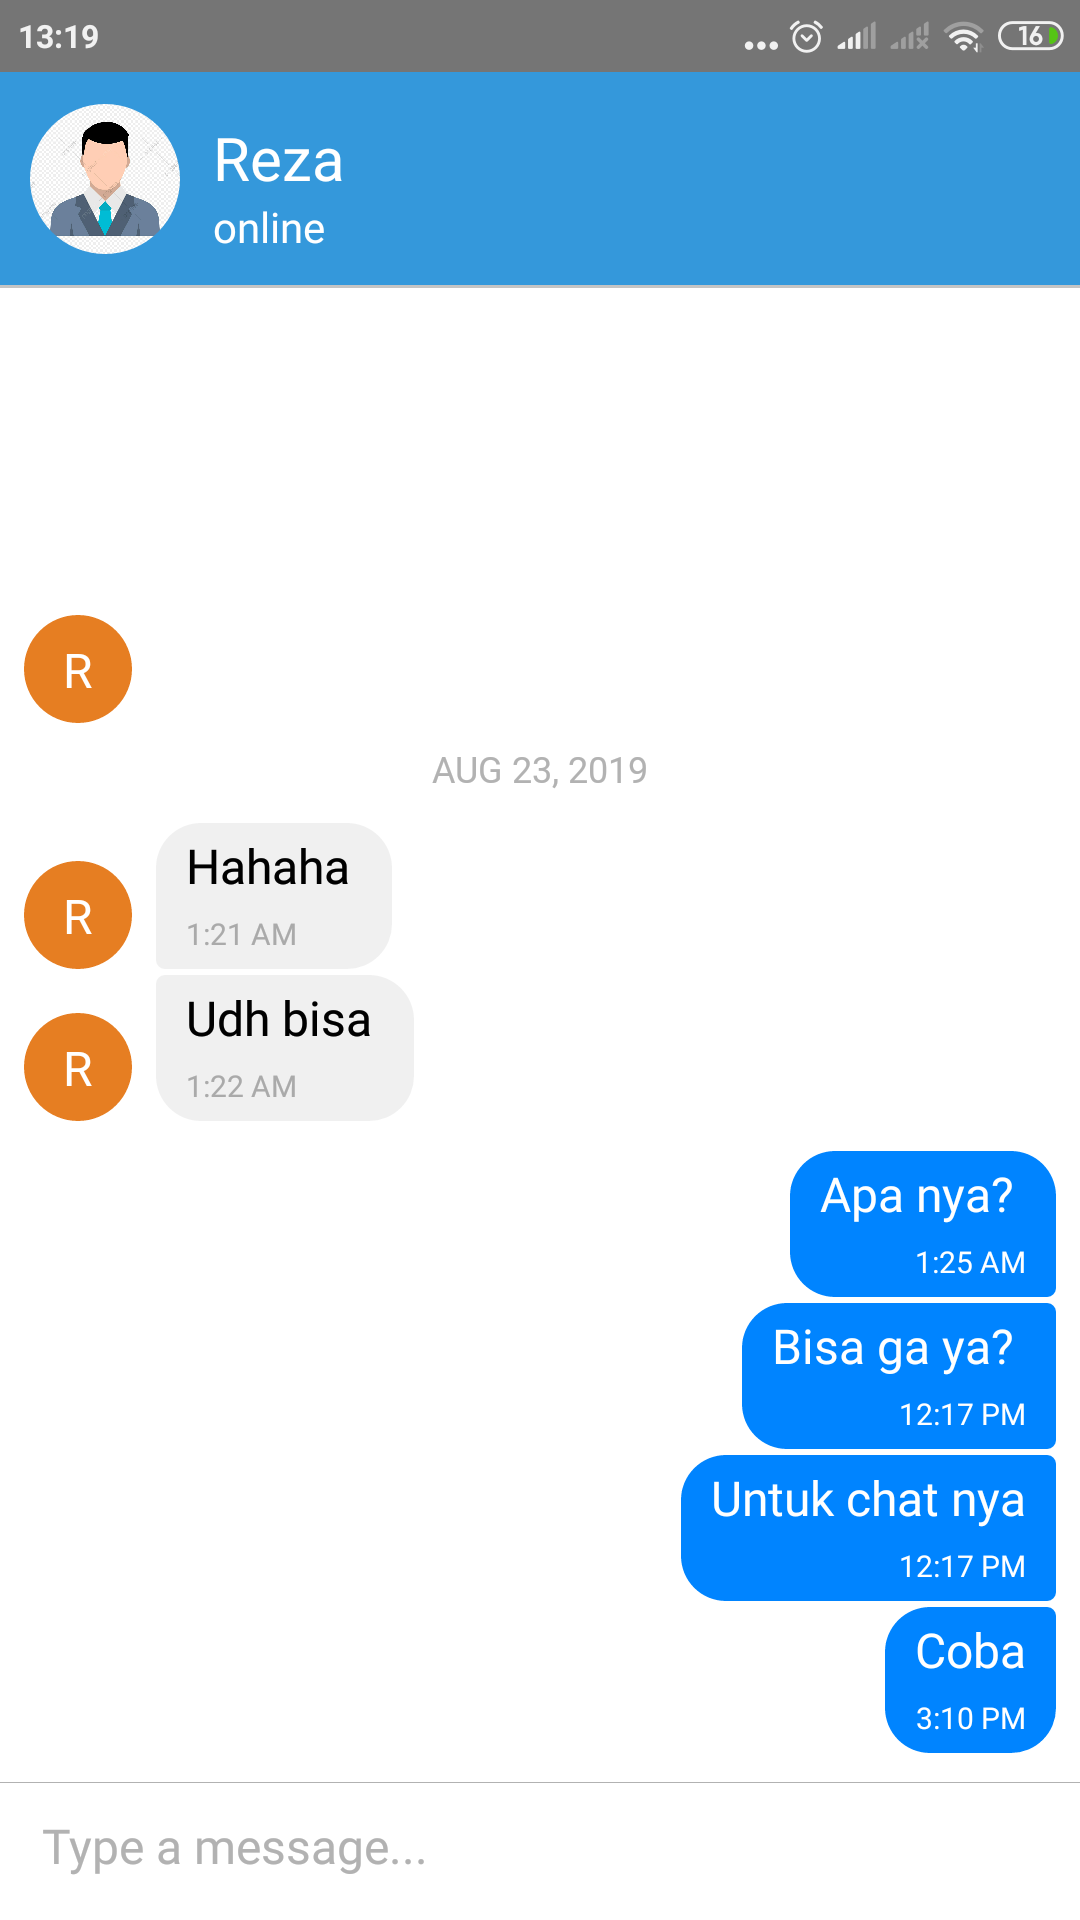 13:19
16
Reza
online
R
AUG 23, 2019
Hahaha
1:21 AM
R
Udh bisa
1:22 AM
R
Apa nya?
1:25 AM
Bisa ga ya?
12:17 PM
Untuk chat nya
12:17 PM
Coba
3:10 PM
Type a message...